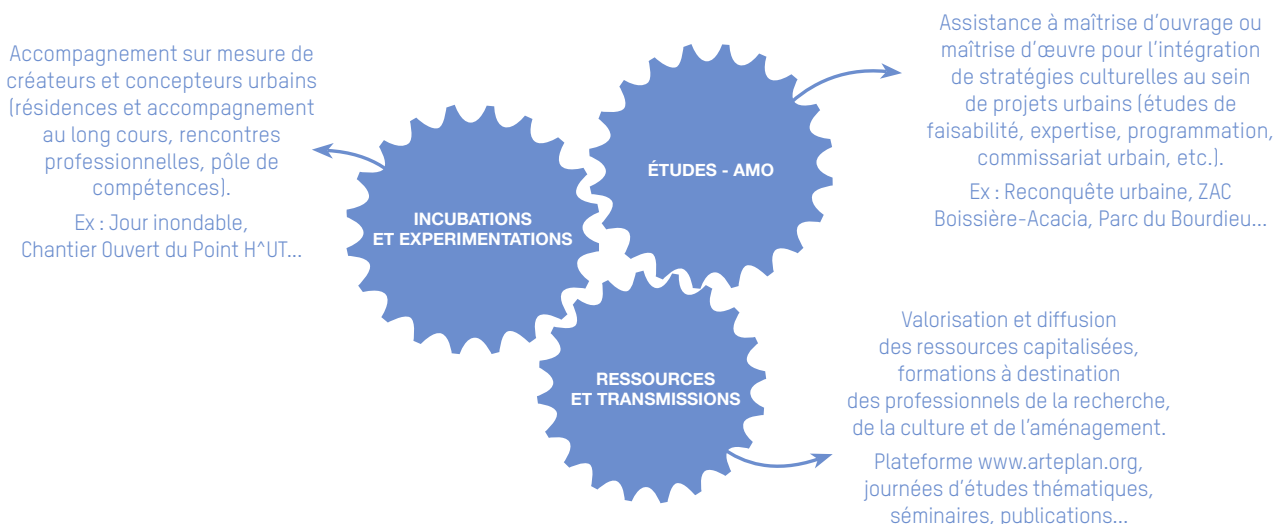 Accompagnement sur mesure de
créateurs et concepteurs urbains
(résidences et accompagnement
au long cours, rencontres
professionnelles, pôle de
compétences).
Ex : Jour inondable,
Chantier Ouvert du Point H^UT...
INCUBATIONS
ET EXPERIMENTATIONS
ÉTUDES - AMO
Assistance à maîtrise d'ouvrage ou
maîtrise d'œuvre pour l'intégration
de stratégies culturelles au sein
de projets urbains (études de
faisabilité, expertise, programmation,
commissariat urbain, etc.).
Ex : Reconquête urbaine, ZAC
Boissière-Acacia, Parc du Bourdieu...
RESSOURCES
ET TRANSMISSIONS
Valorisation et diffusion
des ressources capitalisées,
formations à destination
des professionnels de la recherche,
de la culture et de l'aménagement.
Plateforme www.arteplan.org,
journées d'études thématiques,
séminaires, publications...